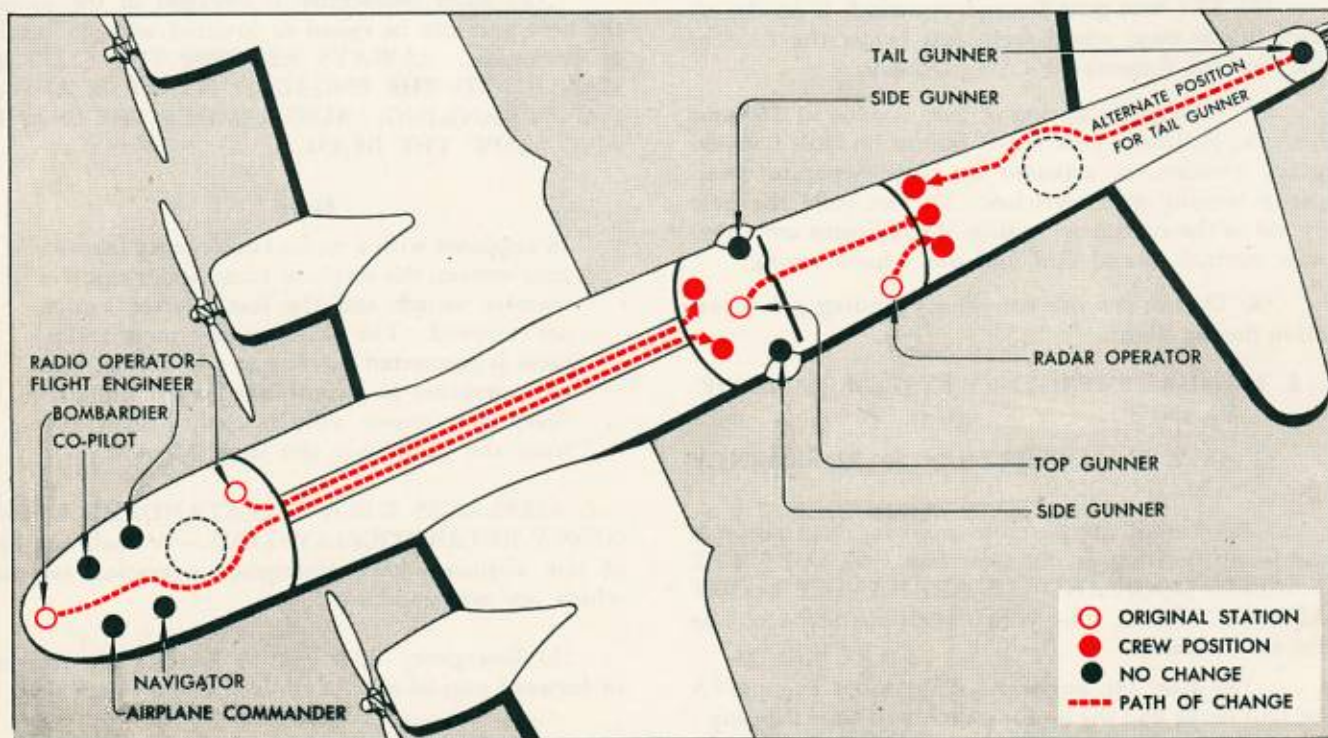 TAIL GUNNER
SIDE GUNNER
ALTERNATE POSITION
FOR TAIL GUNNER
RADIO OPERATOR
FLIGHT ENGINEER
BOMBARDIER
CO-PILOT
RADAR OPERATOR
TOP GUNNER
SIDE GUNNER
NAVIGATOR
AIRPLANE COMMANDER
ORIGINAL STATION
CREW POSITION
NO CHANGE
PATH OF CHANGE